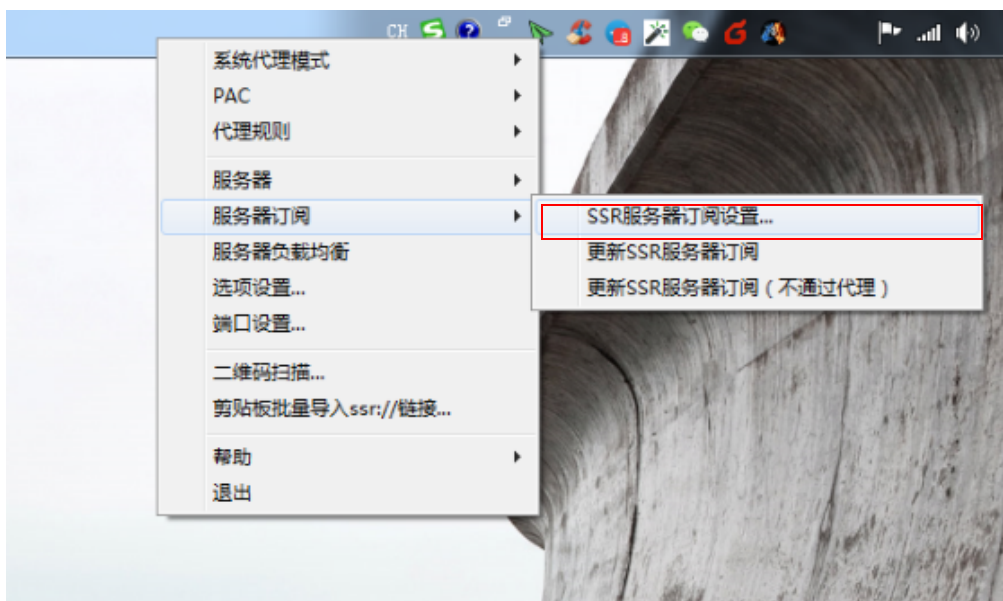 CH
系统代理模式
PAC
代理规则
服务器
服务器订阅
SSR服务器订阅设置...
更新SSR服务器订阅
更新SSR服务器订阅（不通过代理）
服务器负载均衡
选项设置...
端口设置...
二维码扫描...
剪贴板批量导入ssr://链接...
帮助
退出